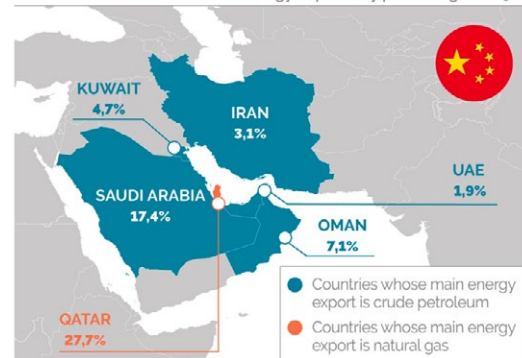 KUWAIT
4,7%
IRAN
3,1%
UAE
1,9%
SAUDI ARABIA
17,4%
OMAN
7,1%
QATAR
27,7%
Countries whose main energy
export is crude petroleum
Countries whose main energy
export is natural gas